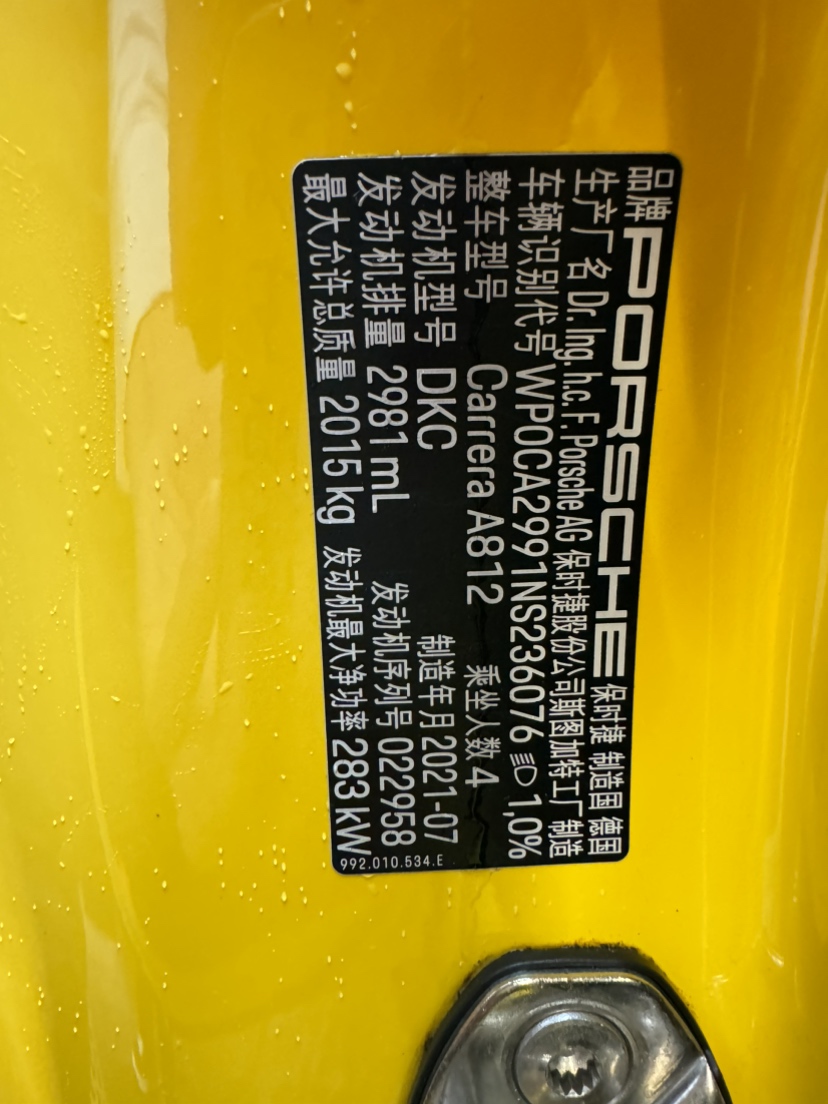 品牌 PORSCHE 保时捷 制造国 德国
生产厂名 Dr. Ing. h.c. F. Porsche AG 保时捷股份公司斯图加特工厂 制造
车辆识别代号 WP0CA2991NS236076 1,0%
整车型号 Carrera A812 乘坐人数 4
发动机型号 DKC 制造年月 2021-07
发动机排量 2981 mL 发动机序列号 022958
最大允许总质量 2015 kg 发动机最大净功率 283 kW
992.010.534.E